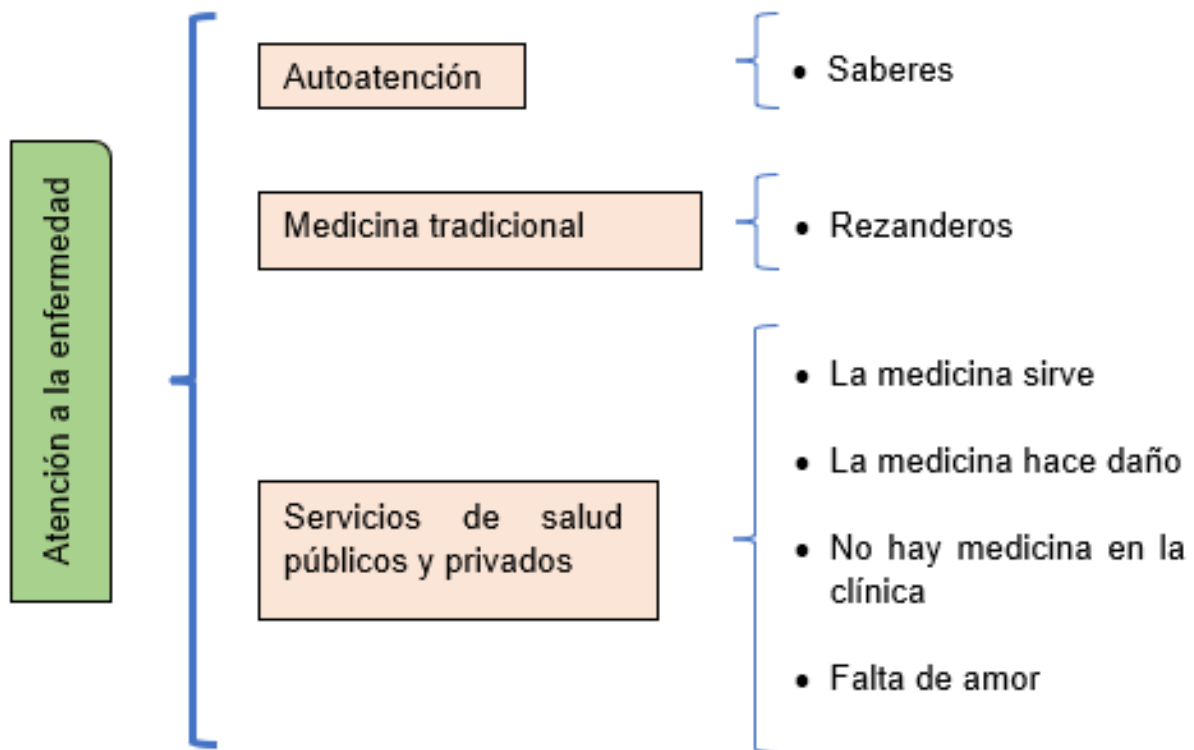 Atención a la enfermedad
Autoatención
• Saberes
Medicina tradicional
• Rezanderos
Servicios de salud
públicos y privados
• La medicina sirve
• La medicina hace daño
• No hay medicina en la
clínica
• Falta de amor